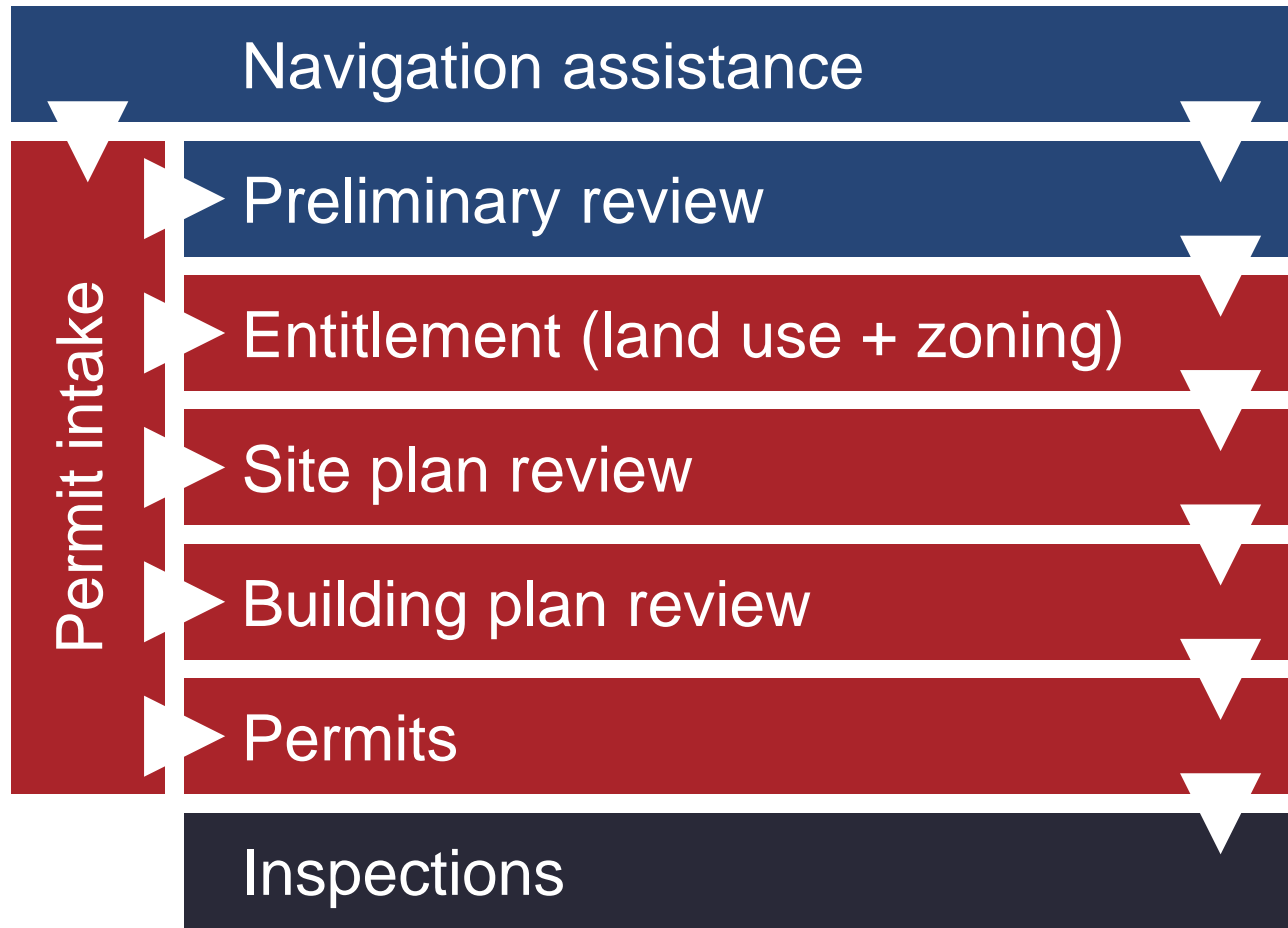 Navigation assistance
Permit intake
Preliminary review
Entitlement (land use + zoning)
Site plan review
Building plan review
Permits
Inspections